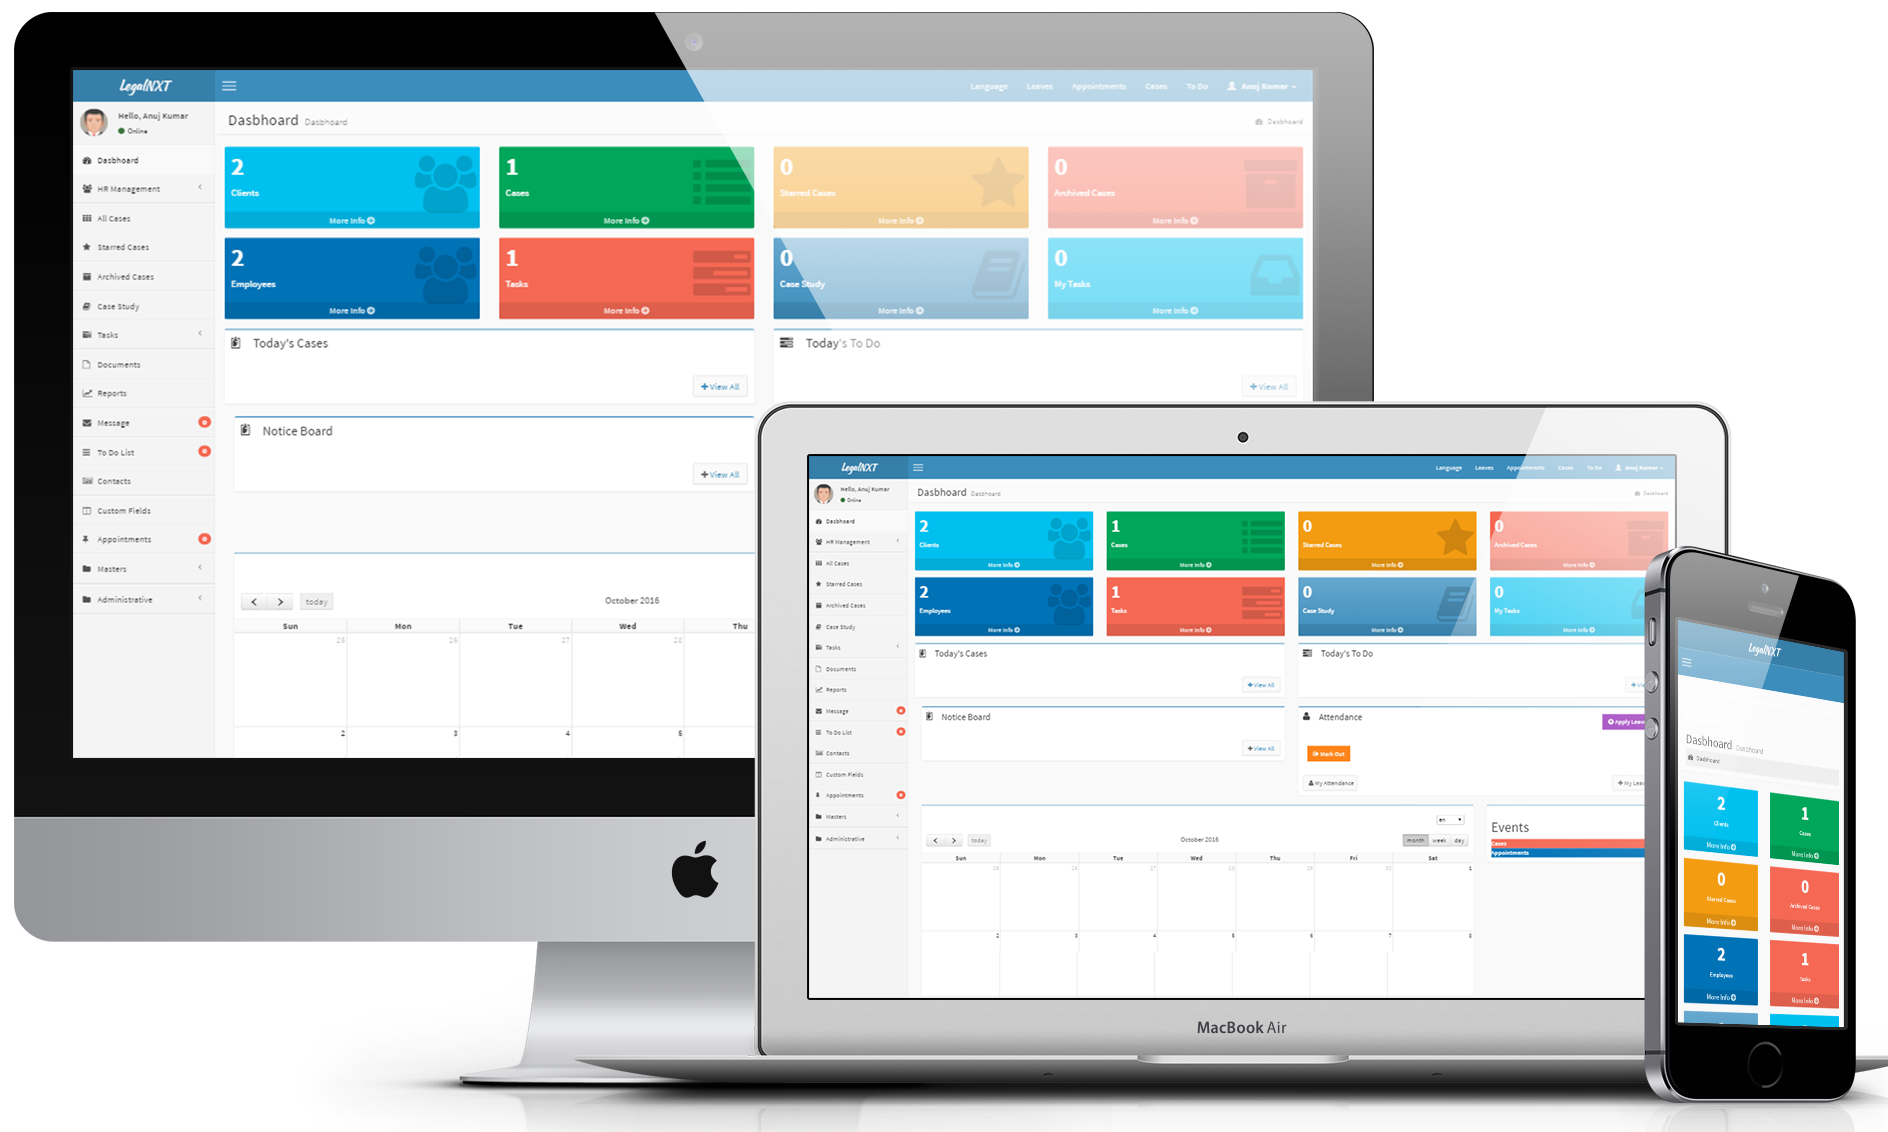 LegalNXT
Language Leaves Appointments Cases To Do Anuj Kumar
Hello, Anuj Kumar
Online
Dasbhoard Dasbhoard
Dasbhoard
Dasbhoard
HR Management
All Cases
Starred Cases
Archived Cases
Case Study
Tasks
Documents
Reports
Message
To Do List
Contacts
Custom Fields
Appointments
Masters
Administrative
2
Clients
More Info
1
Cases
More Info
0
Starred Cases
More Info
0
Archived Cases
More Info
2
Employees
More Info
1
Tasks
More Info
0
Case Study
More Info
0
My Tasks
More Info
Today's Cases
View All
Today's To Do
View All
Notice Board
View All
today
October 2016
Sun Mon Tue Wed Thu
25 26 27 28
2 3 4 5
LegalNXT
Language Leaves Appointments Cases To Do Anuj Kumar
Hello, Anuj Kumar
Online
Dasbhoard Dasbhoard
Dasbhoard
Dasbhoard
HR Management
All Cases
Starred Cases
Archived Cases
Case Study
Tasks
Documents
Reports
Message
To Do List
Contacts
Custom Fields
Appointments
Masters
Administrative
2
Clients
More Info
1
Cases
More Info
0
Starred Cases
More Info
0
Archived Cases
More Info
2
Employees
More Info
1
Tasks
More Info
0
Case Study
More Info
0
My Tasks
More Info
Today's Cases
View All
Today's To Do
Notice Board
View All
Attendance
Apply Leave
Mark Out
My Attendance
My Leav
en
today
October 2016
month week day
Sun Mon Tue Wed Thu Fri Sat
25 26 27 28 29 30 1
2 3 4 5 6 7 8
Events
Cases
Appointments
MacBook Air
LegalNXT
Dasbhoard Dasbhoard
Dasbhoard
2
Clients
More Info
1
Cases
More Info
0
Starred Cases
More Info
0
Archived Cases
More Info
2
Employees
More Info
1
Tasks
More Info